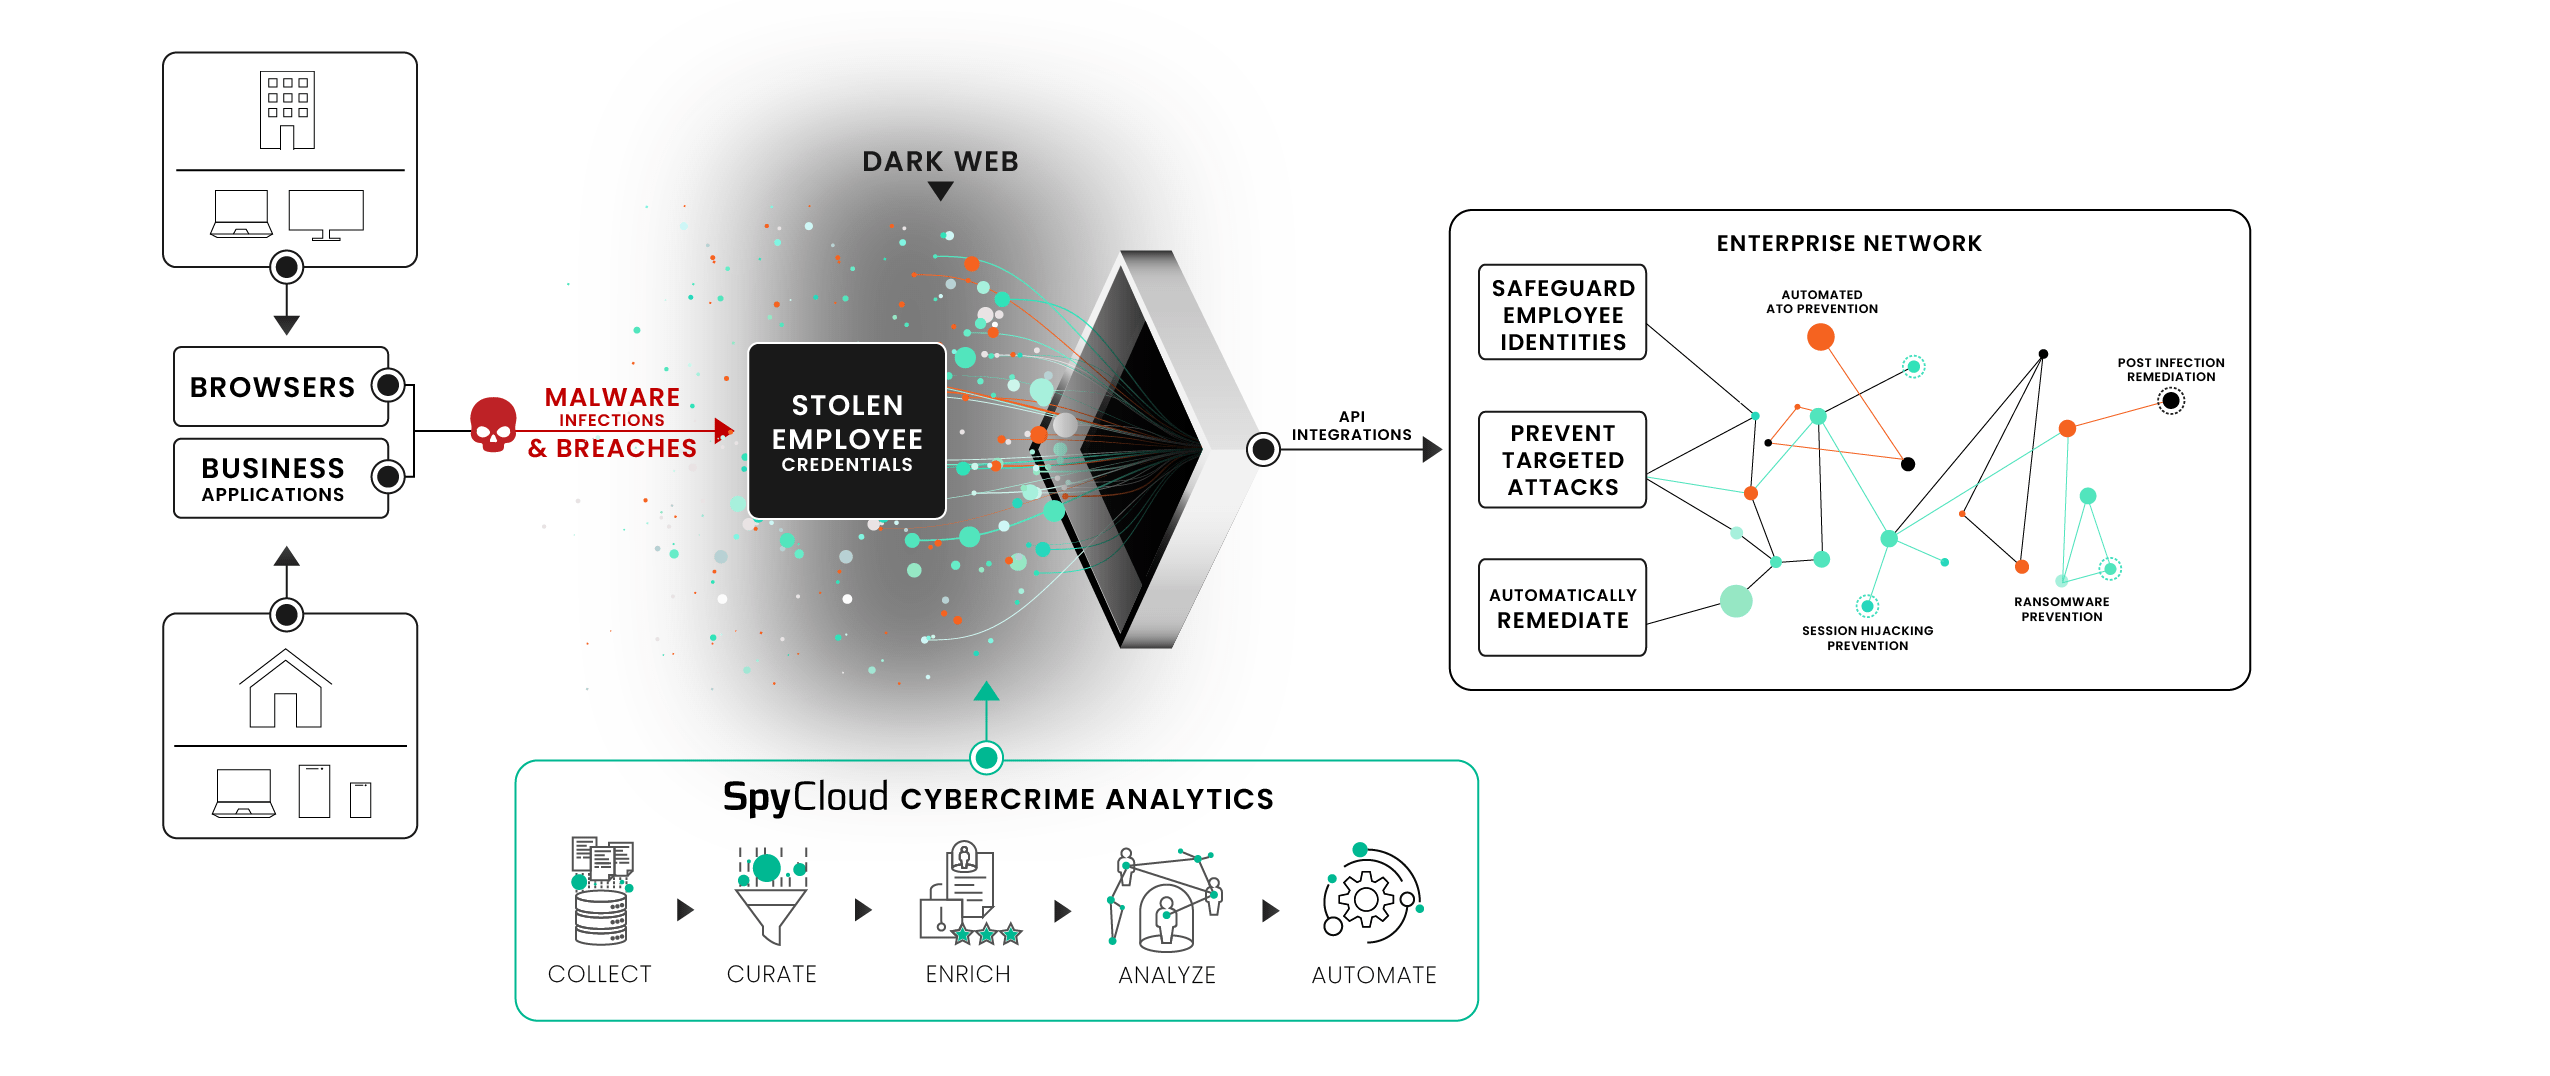 BROWSERS
BUSINESS
APPLICATIONS
MALWARE
INFECTIONS
& BREACHES
DARK WEB
STOLEN
EMPLOYEE
CREDENTIALS
API
INTEGRATIONS
ENTERPRISE NETWORK
SAFEGUARD
EMPLOYEE
IDENTITIES
PREVENT
TARGETED
ATTACKS
AUTOMATICALLY
REMEDIATE
AUTOMATED
ATO PREVENTION
POST INFECTION
REMEDIATION
SESSION HIJACKING
PREVENTION
RANSOMWARE
PREVENTION
SpyCloud CYBERCRIME ANALYTICS
COLLECT
CURATE
ENRICH
ANALYZE
AUTOMATE